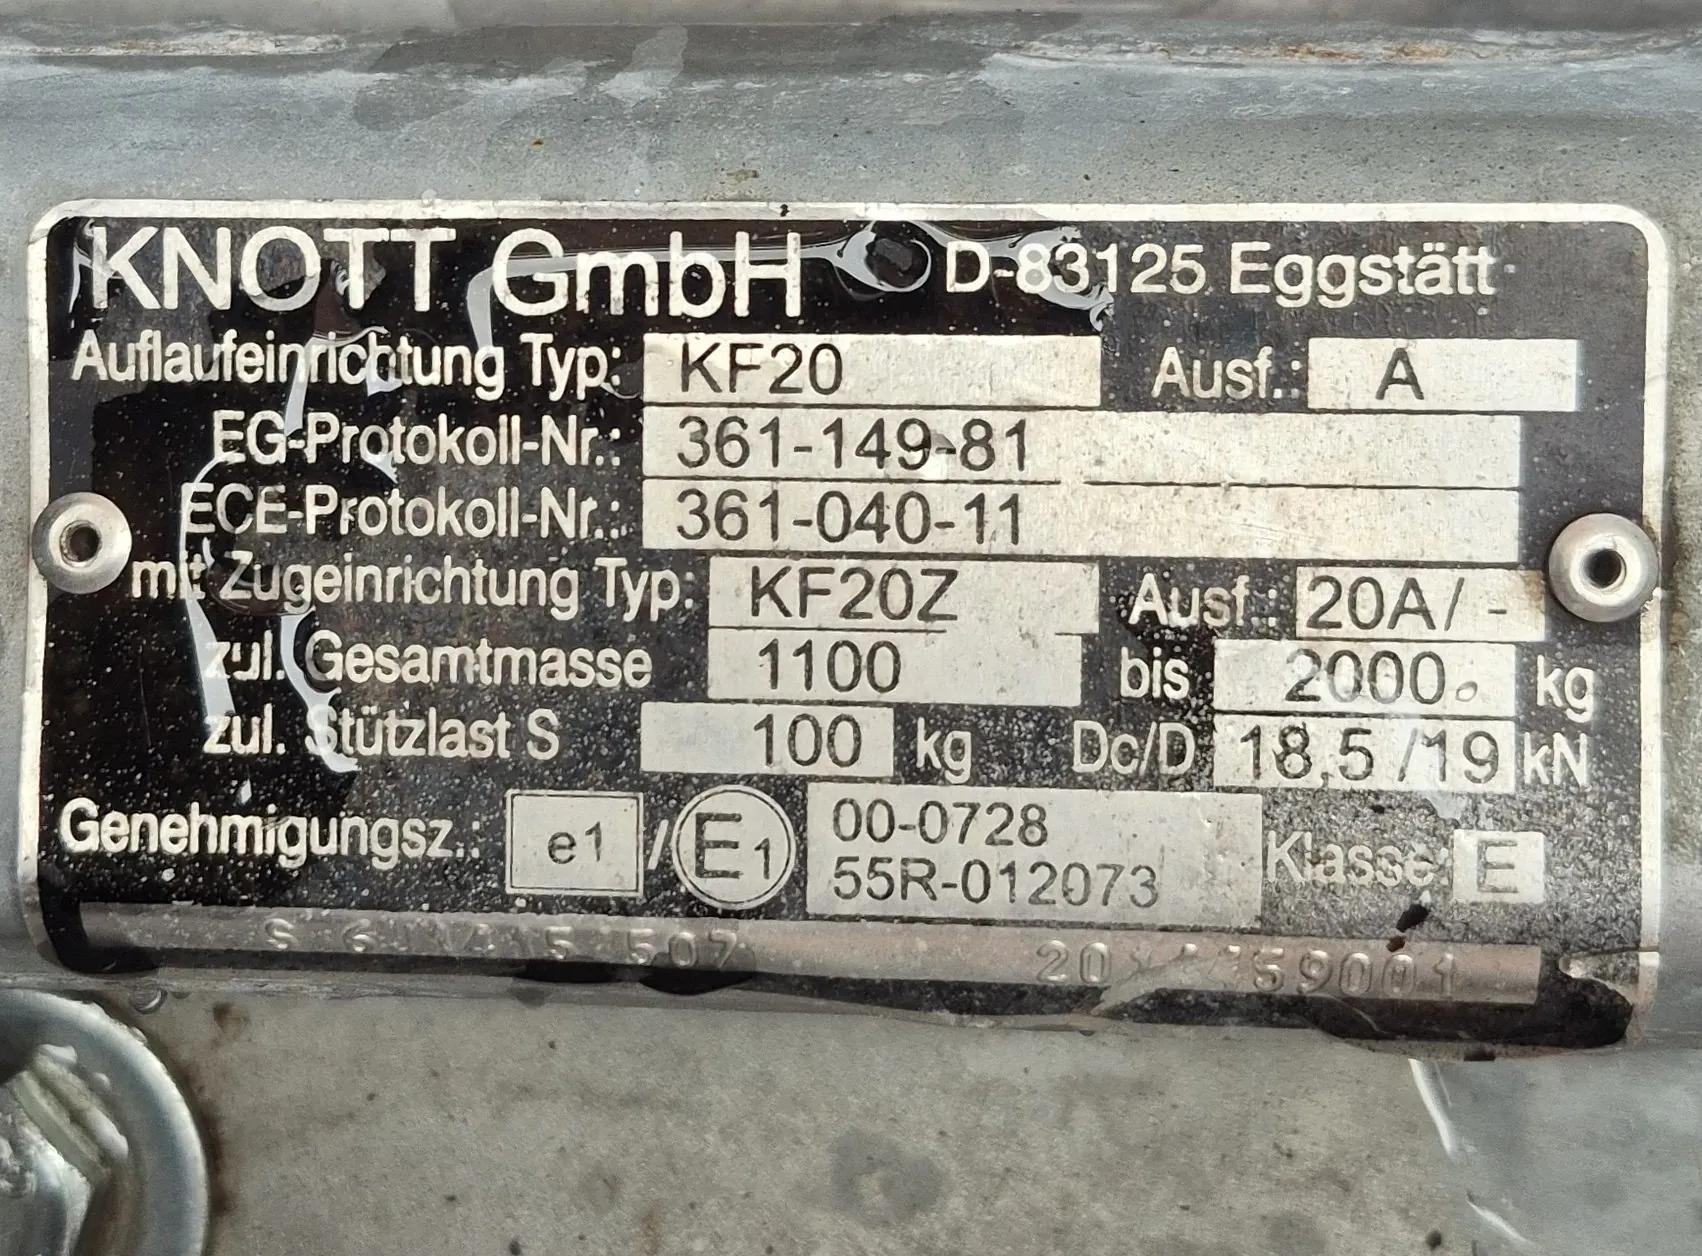 KNOTT GmbH D-83125 Eggstätt
Auflaufeinrichtung Typ: KF20 Ausf.: A
EG-Protokoll-Nr.: 361-149-81
ECE-Protokoll-Nr.: 361-040-11
mit Zugeinrichtung Typ: KF20Z Ausf.: 20A/ -
zul. Gesamtmasse 1100 bis 2000 kg
zul. Stützlast S 100 kg Dc/D 18,5 /19 kN
Genehmigungsz.: e1 / E1 00-0728
55R-012073 Klasse E